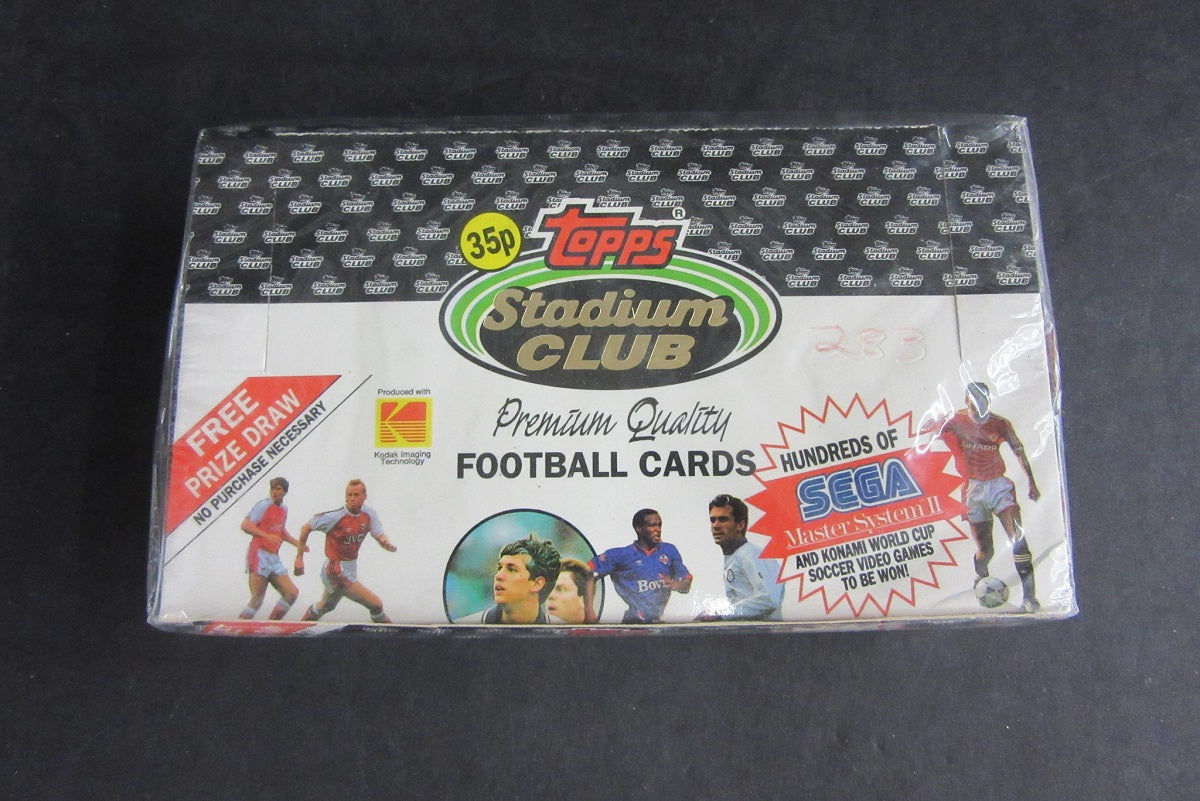 Stadium CLUB
35p
TOPPS®
Stadium
CLUB
283
FREE
PRIZE DRAW
NO PURCHASE NECESSARY
Produced with
Kodak Imaging
Technology
Premium Quality
FOOTBALL CARDS
HUNDREDS OF
SEGA
Master System II
AND KONAMI WORLD CUP
SOCCER VIDEO GAMES
TO BE WON!
SHARP
JVC